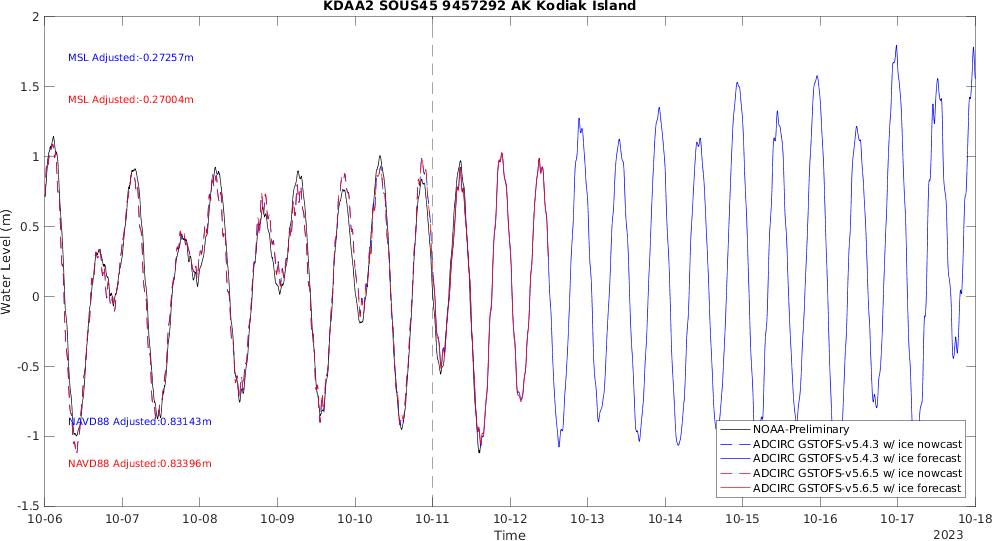 KDAA2 SOUS45 9457292 AK Kodiak Island
2
1.5
1
0.5
0
-0.5
-1
-1.5
Water Level (m)
MSL Adjusted:-0.27257m
MSL Adjusted:-0.27004m
NAVD88 Adjusted:0.83143m
NAVD88 Adjusted:0.83396m
NOAA-Preliminary
ADCIRC GSTOFS-v5.4.3 w/ ice nowcast
ADCIRC GSTOFS-v5.4.3 w/ ice forecast
ADCIRC GSTOFS-v5.6.5 w/ ice nowcast
ADCIRC GSTOFS-v5.6.5 w/ ice forecast
10-06 10-07 10-08 10-09 10-10 10-11 10-12 10-13 10-14 10-15 10-16 10-17 10-18
Time
2023